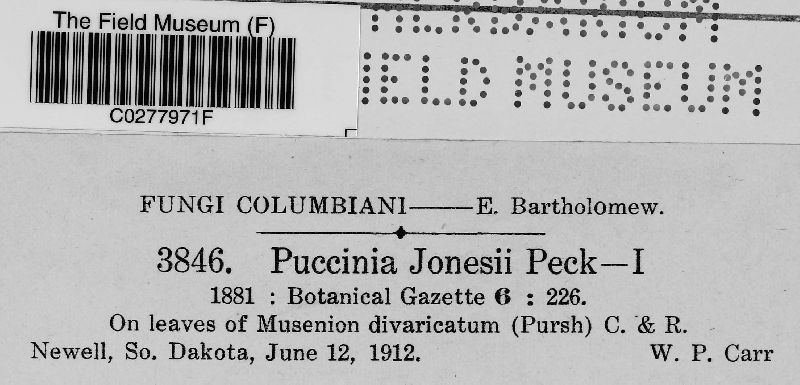 The Field Museum (F)
C0277971F
IELD MUSEUM
FUNGI COLUMBIANI——E. Bartholomew.
3846. Puccinia Jonesii Peck—I
1881 : Botanical Gazette 6 : 226.
On leaves of Musenion divaricatum (Pursh) C. & R.
Newell, So. Dakota, June 12, 1912. W. P. Carr